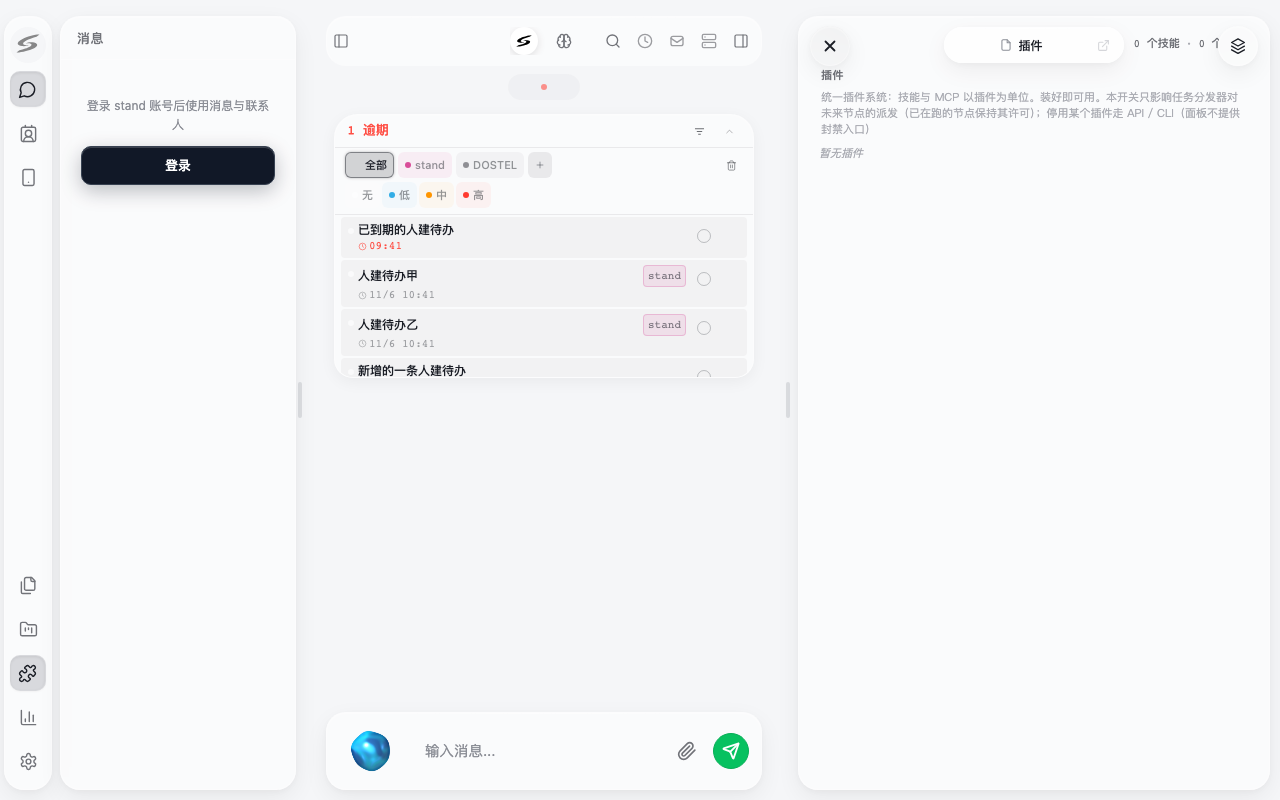 消息
登录 stand 账号后使用消息与联系
人
登录
1 逾期
全部
stand
DOSTEL
+
无
低
中
高
已到期的人建待办
09:41
人建待办甲
stand
11/6 10:41
人建待办乙
stand
11/6 10:41
新增的一条人建待办
输入消息...
插件
0 个技能 · 0 个
插件
统一插件系统：技能与 MCP 以插件为单位。装好即可用。本开关只影响任务分发器对
未来节点的派发（已在跑的节点保持其许可）；停用某个插件走 API / CLI（面板不提供
封禁入口）
暂无插件